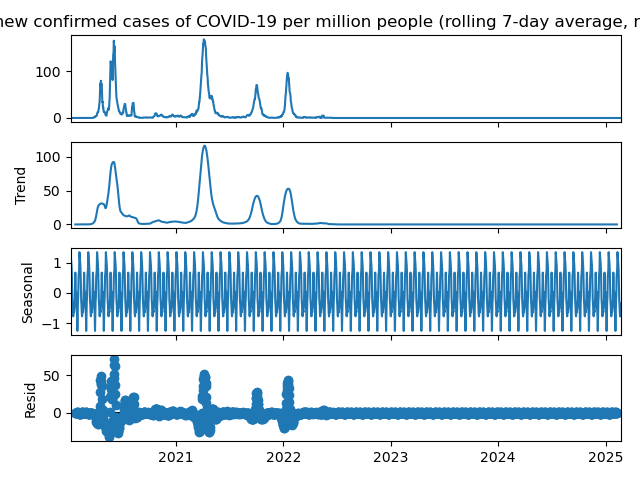 new confirmed cases of COVID-19 per million people (rolling 7-day average,
100
0
Trend
100
50
0
Seasonal
1
0
−1
Resid
50
0
2021 2022 2023 2024 2025